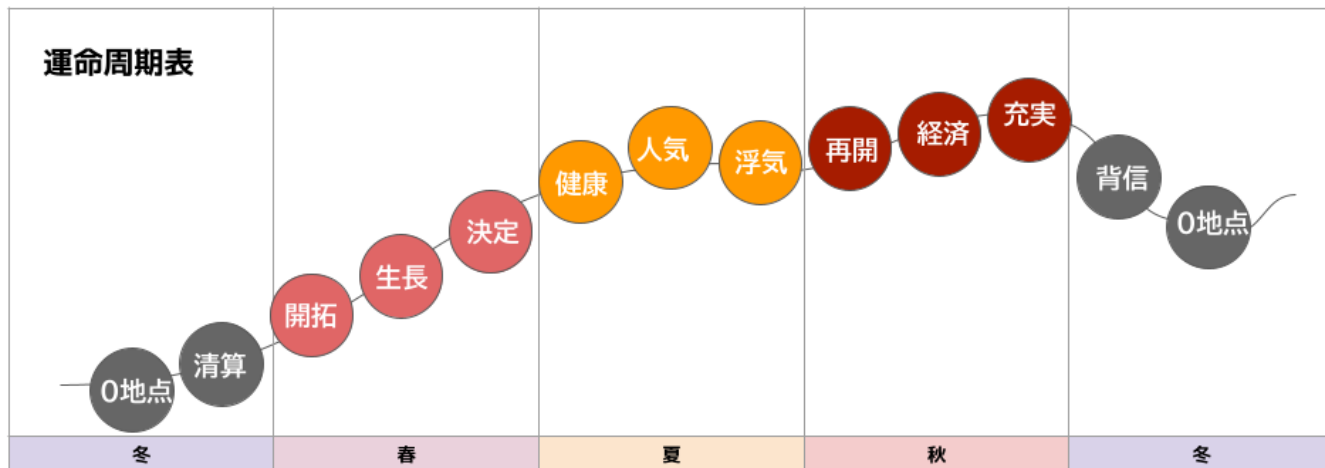 運命周期表
0地点
清算
開拓
生長
決定
健康
人気
浮気
再開
経済
充実
背信
0地点
冬
春
夏
秋
冬